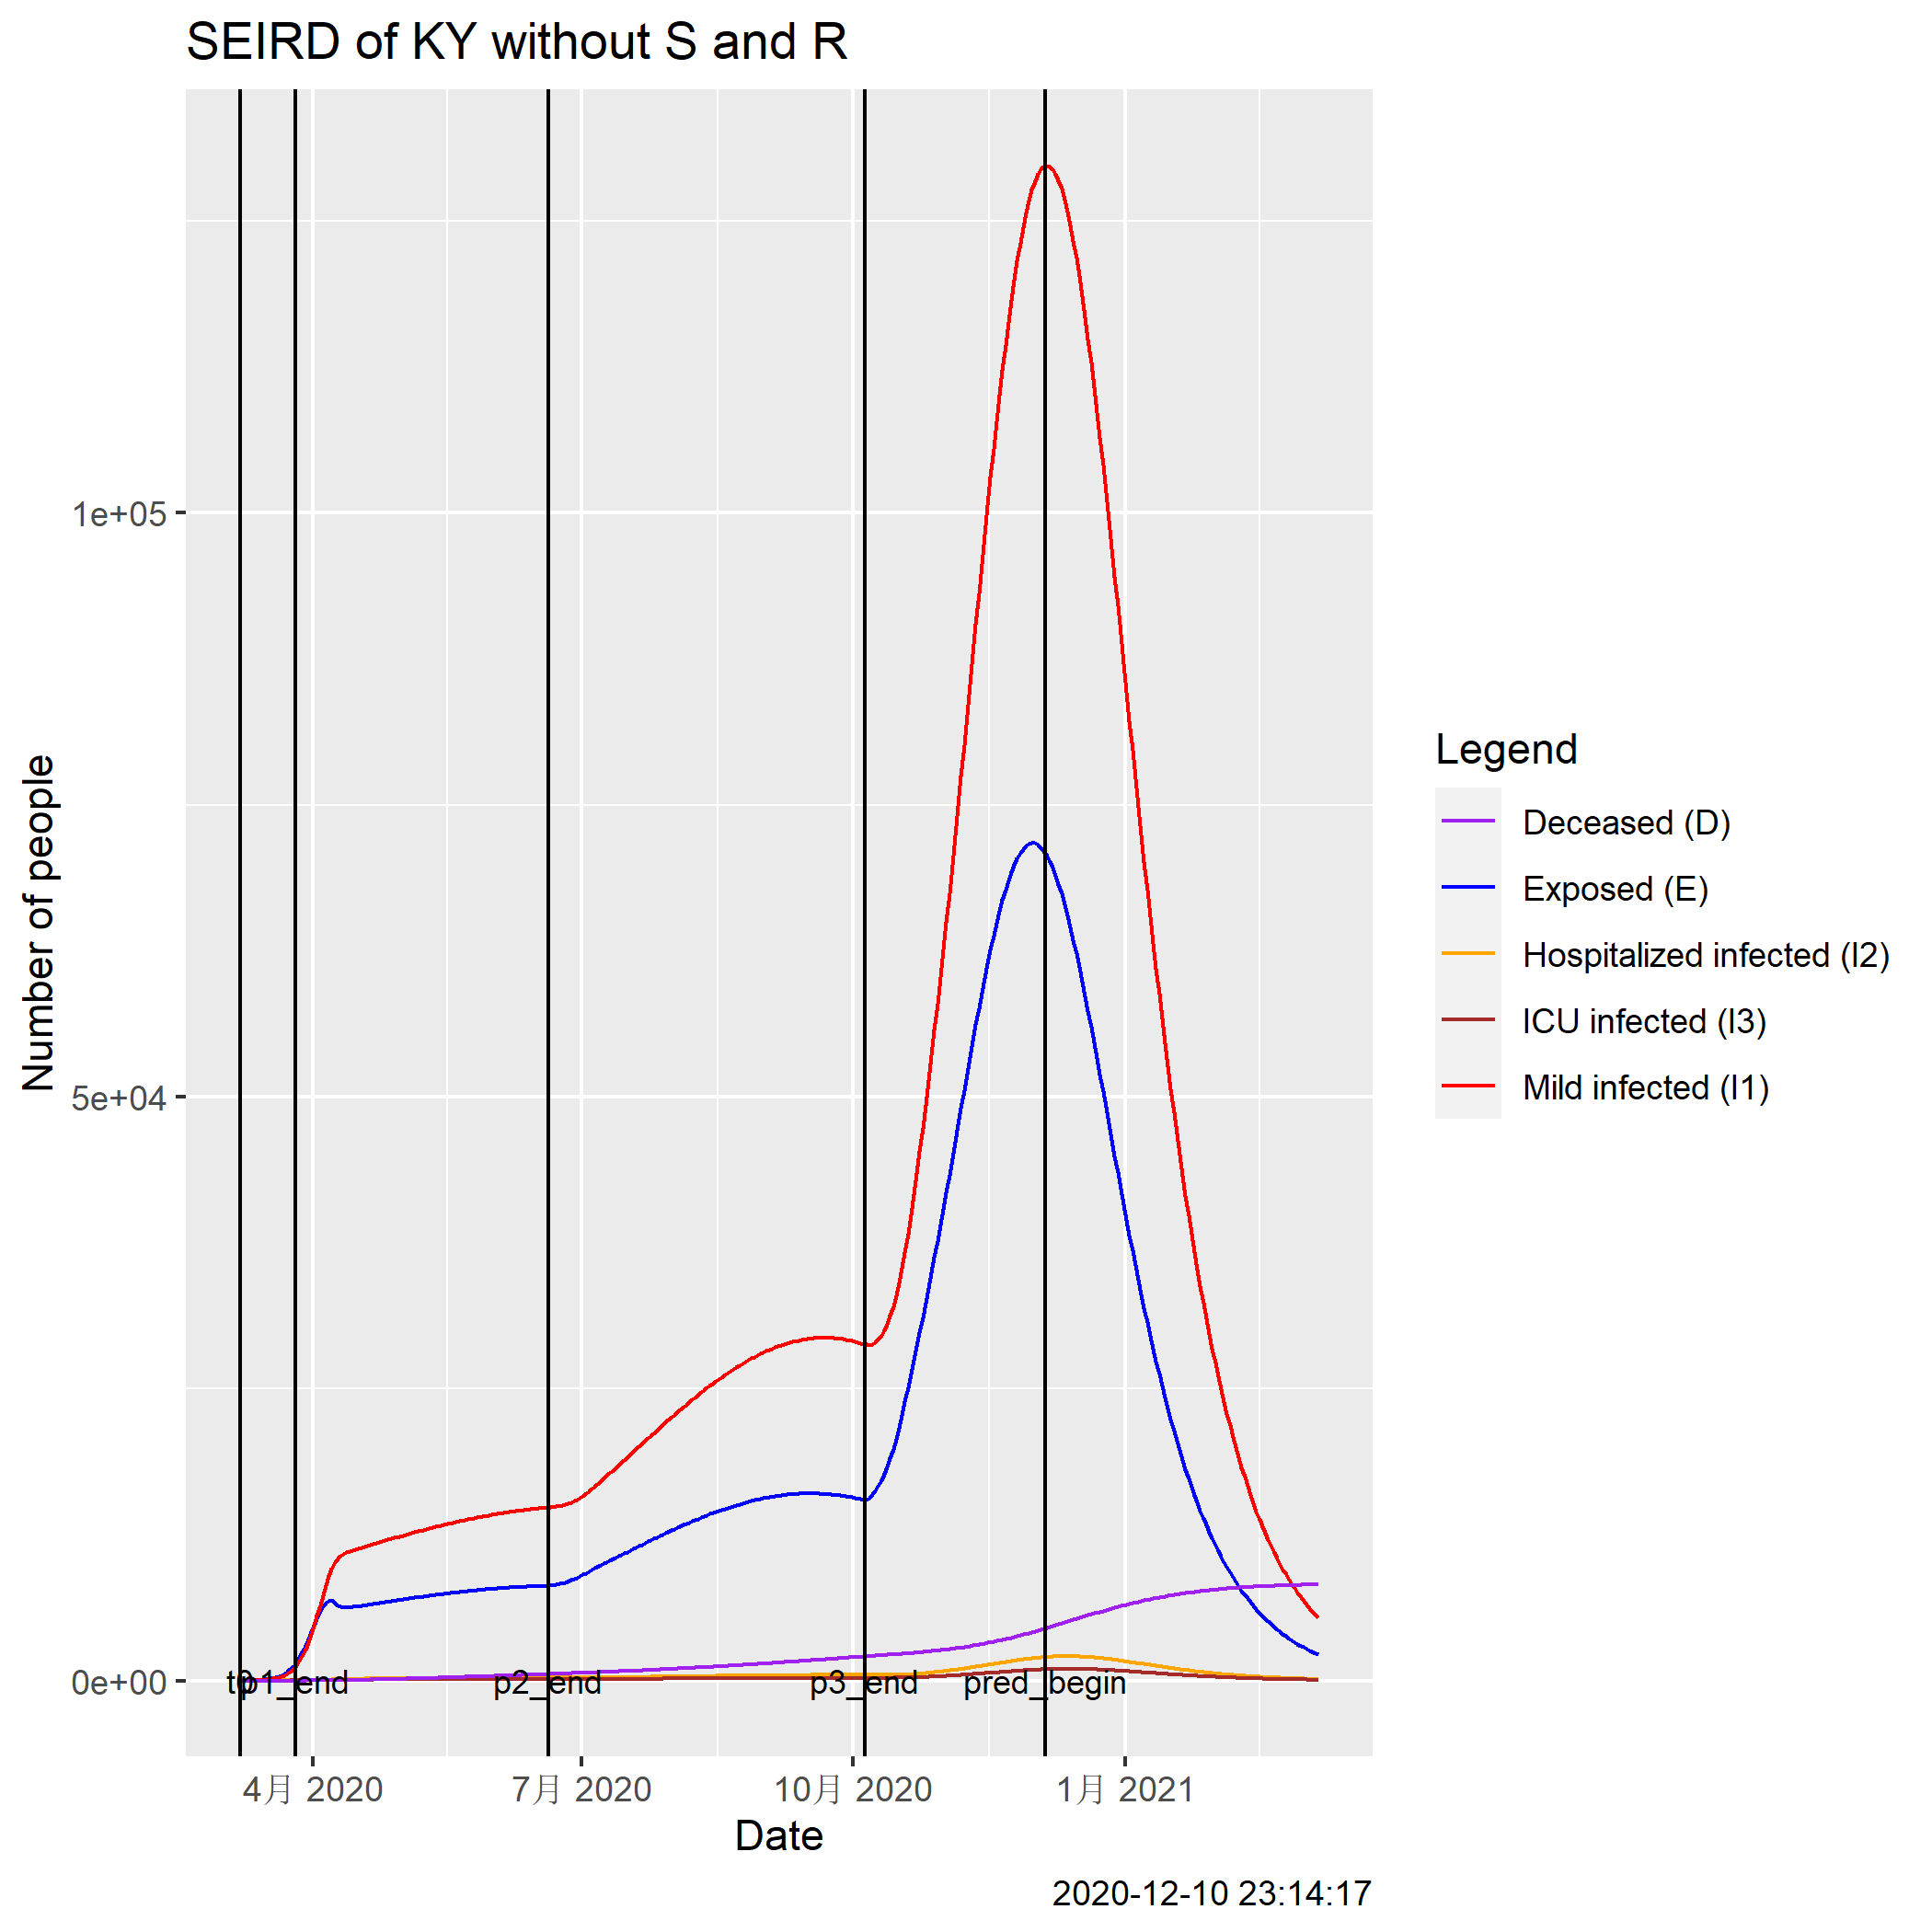 SEIRD of KY without S and R
Number of people
1e+05
5e+04
0e+00
t0
p1_end
p2_end
p3_end
pred_begin
4月 2020
7月 2020
10月 2020
1月 2021
Date
2020-12-10 23:14:17
Legend
Deceased (D)
Exposed (E)
Hospitalized infected (I2)
ICU infected (I3)
Mild infected (I1)